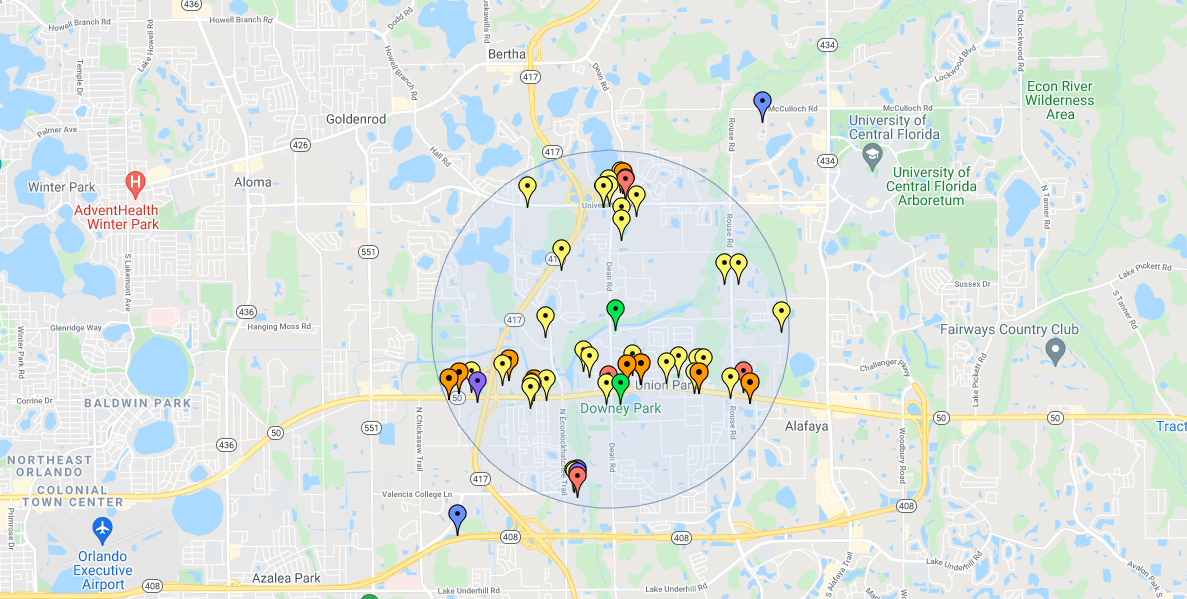 436
Howell Branch Rd
Howell Branch Rd
Dodd Rd
434
Old Lockwood Rd
Lake Howell Rd
Bertha
Lockwood Blvd
Temple Dr
Howell Branch Rd
417
Dean Rd
Econ River
Wilderness
Area
McCulloch Rd
McCulloch Rd
Goldenrod
University of
Central Florida
Palmer Ave
426
Rouse Rd
Hall Rd
417
434
Winter Park
H
Aloma
University of
Central Florida
Arboretum
AdventHealth
Winter Park
N Tanner Rd
Rouse Rd
551
S Lakemont Ave
Dean Rd
Lake Pickett Rd
Sussex Dr
436
S Tanner Rd
417
Glenridge Way
Hanging Moss Rd
Fairways Country Club
Winter Park Rd
Challenger Pkwy
Lake Pickett Rd
Corrine Dr
BALDWIN PARK
50
Downey Park
Rouse Rd
N Chickasaw Trail
551
Alafaya
50
50
Tract
50
436
Woodbury Road
Dean Rd
NORTHEAST
ORLANDO
417
COLONIAL
TOWN CENTER
Valencia College Ln
408
Primrose Dr
408
408
Orlando
Executive
Airport
Azalea Park
408
Lake Underhill Rd
Lake Underhill Rd
Lake Underhill Rd
S Alafaya Trail
Avalon Park S